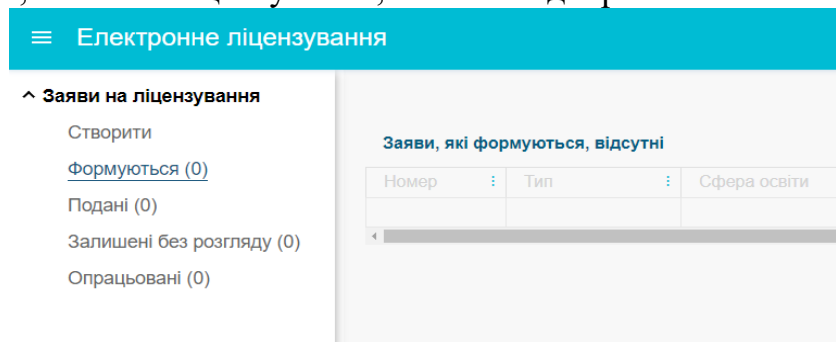 Електронне ліцензування
Заяви на ліцензування
Створити
Формуються (0)
Подані (0)
Залишені без розгляду (0)
Опрацьовані (0)
Заяви, які формуються, відсутні
Номер Тип Сфера освіти